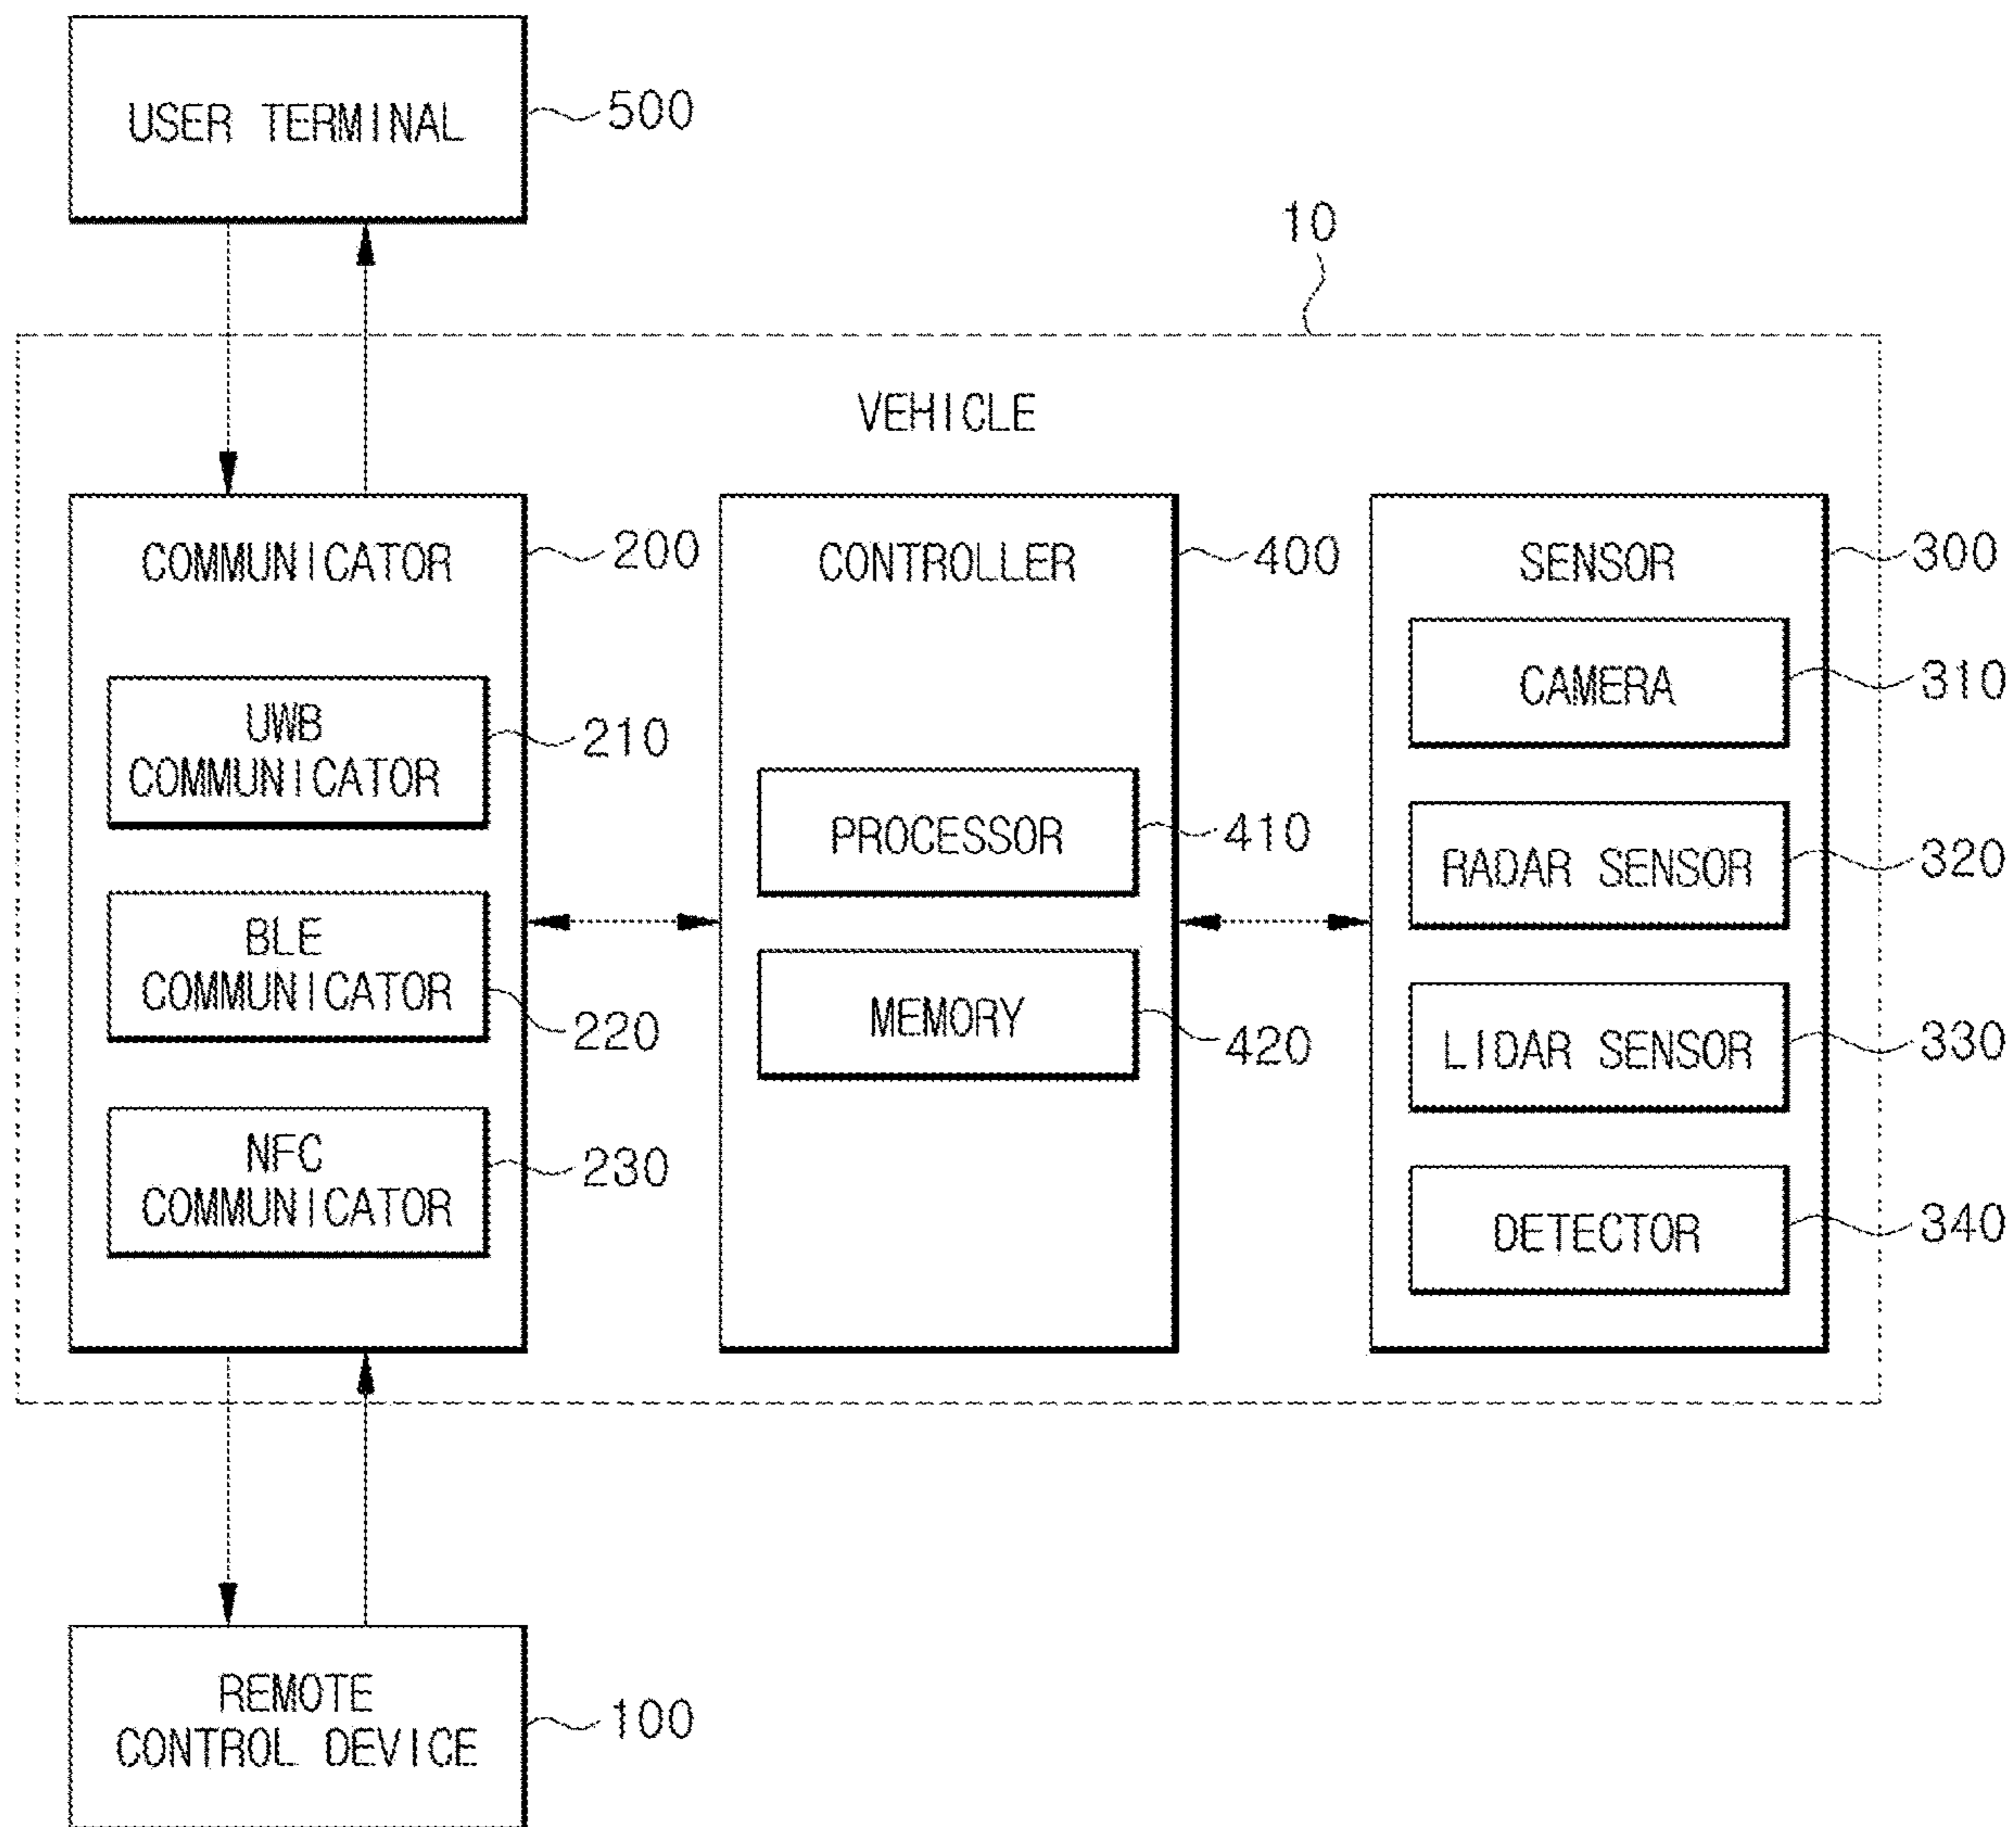 USER TERMINAL
500
10
VEHICLE
COMMUNICATOR
200
UWB
COMMUNICATOR
210
BLE
COMMUNICATOR
220
NFC
COMMUNICATOR
230
CONTROLLER
400
PROCESSOR
410
MEMORY
420
SENSOR
300
CAMERA
310
RADAR SENSOR
320
LIDAR SENSOR
330
DETECTOR
340
REMOTE
CONTROL DEVICE
100